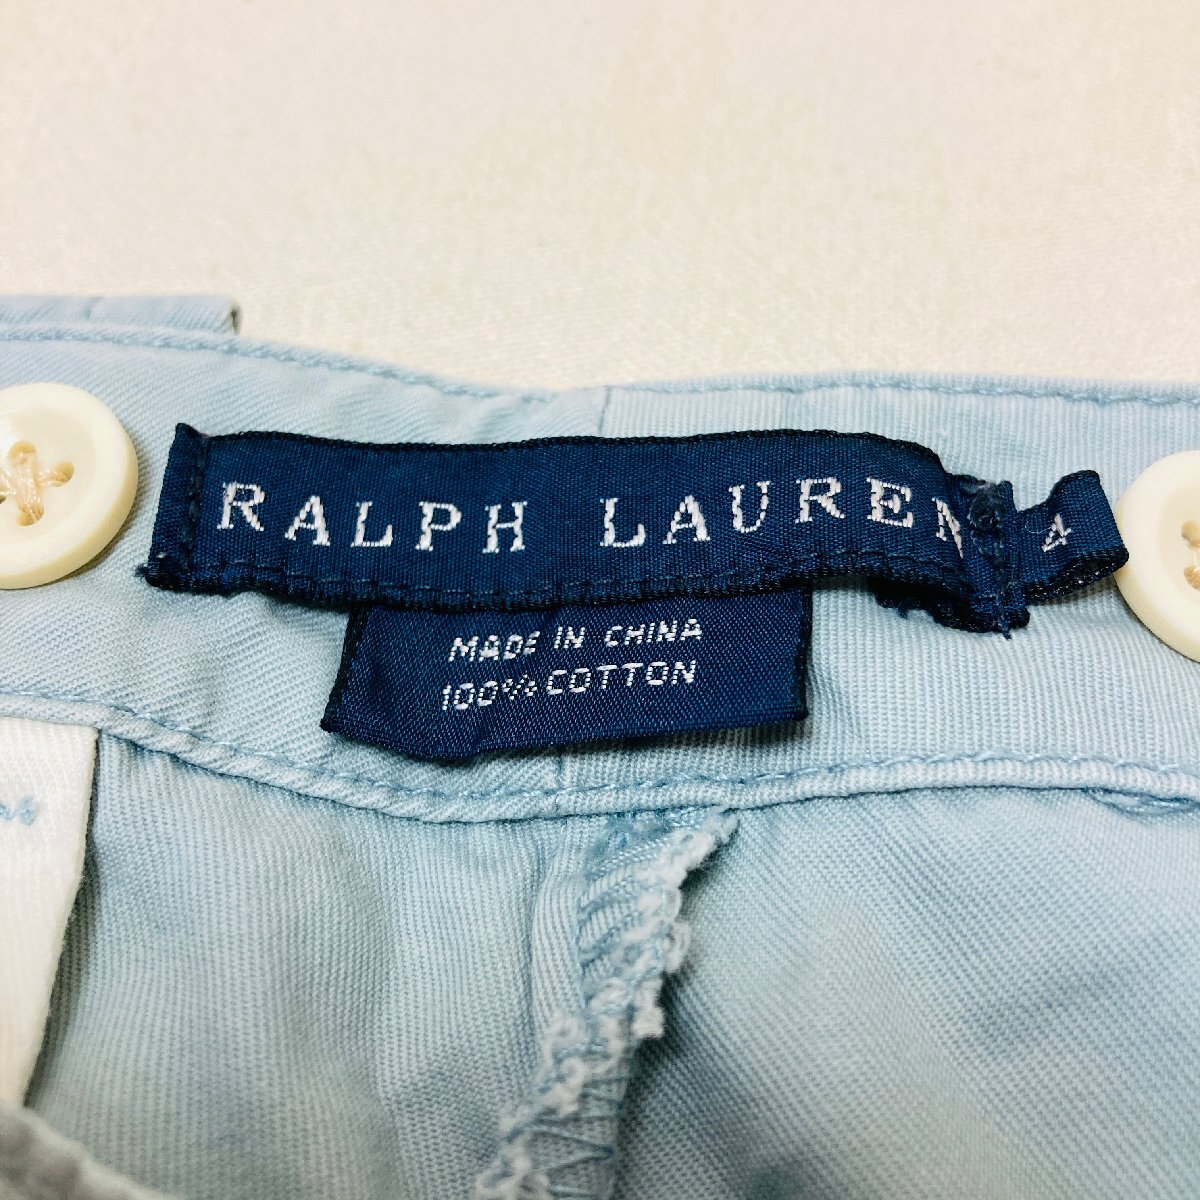 RALPH LAUREN
4
MADE IN CHINA
100% COTTON